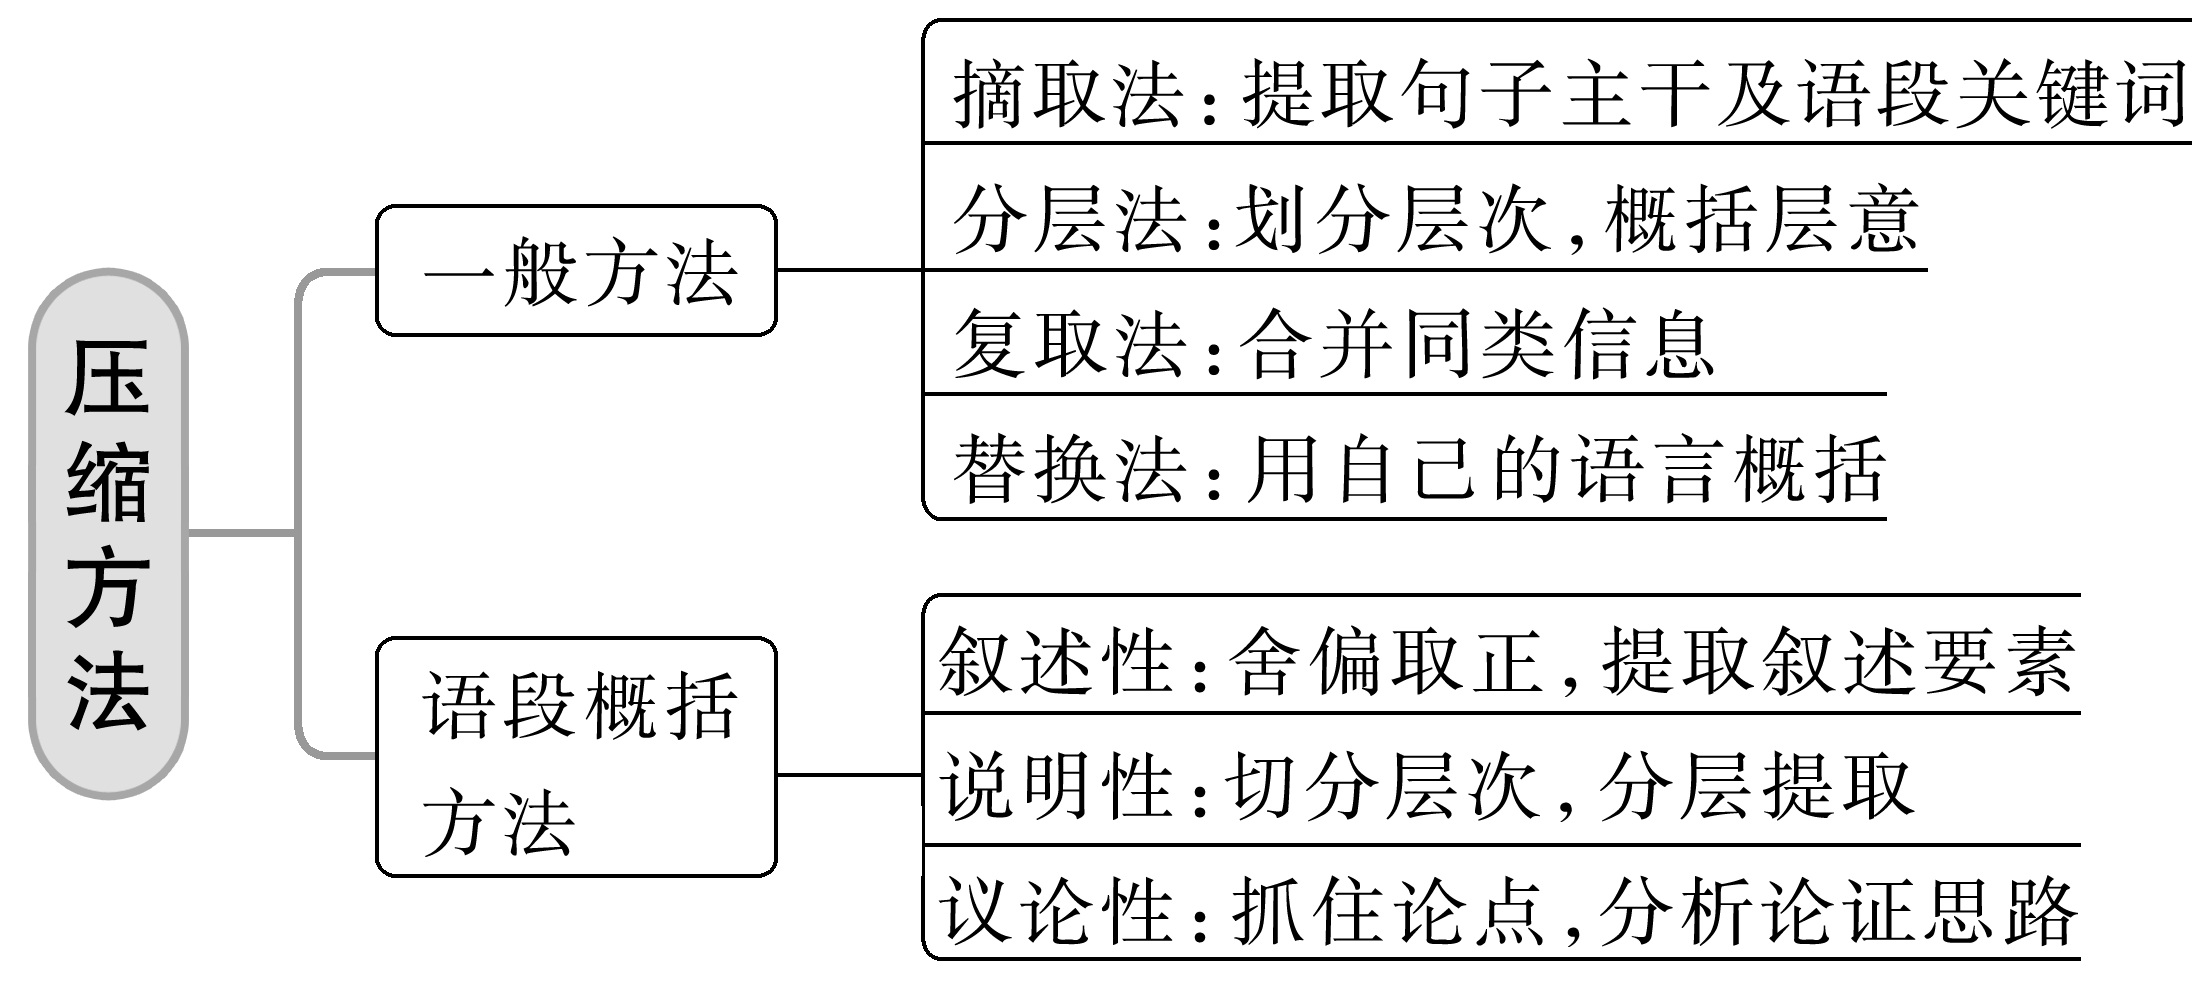 压缩方法
一般方法
摘取法:提取句子主干及语段关键词
分层法:划分层次,概括层意
复取法:合并同类信息
替换法:用自己的语言概括
语段概括
方法
叙述性:舍偏取正,提取叙述要素
说明性:切分层次,分层提取
议论性:抓住论点,分析论证思路